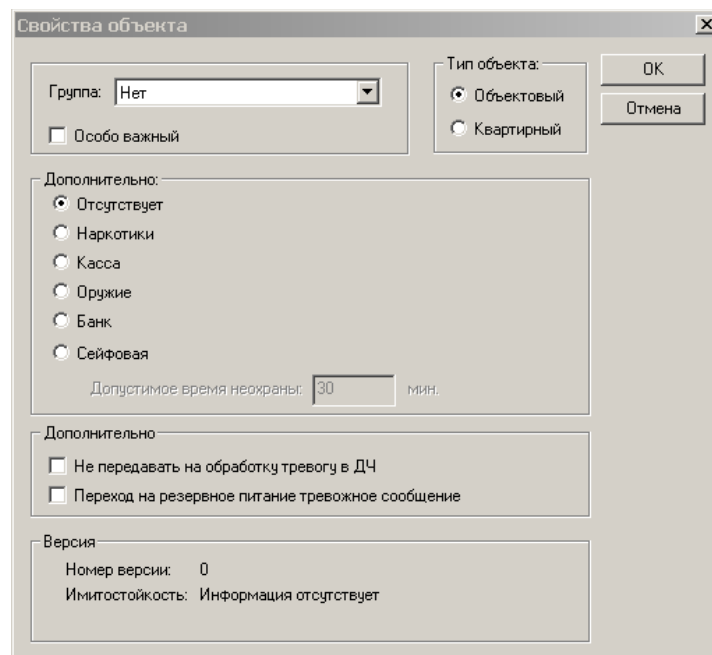 Свойства объекта
Группа: Нет
Особо важный
Тип объекта:
Объектовый
Квартирный
OK
Отмена
Дополнительно:
Отсутствует
Наркотики
Касса
Оружие
Банк
Сейфовая
Допустимое время неохраны: 30 мин.
Дополнительно
Не передавать на обработку тревогу в ДЧ
Переход на резервное питание тревожное сообщение
Версия
Номер версии: 0
Имитостойкость: Информация отсутствует